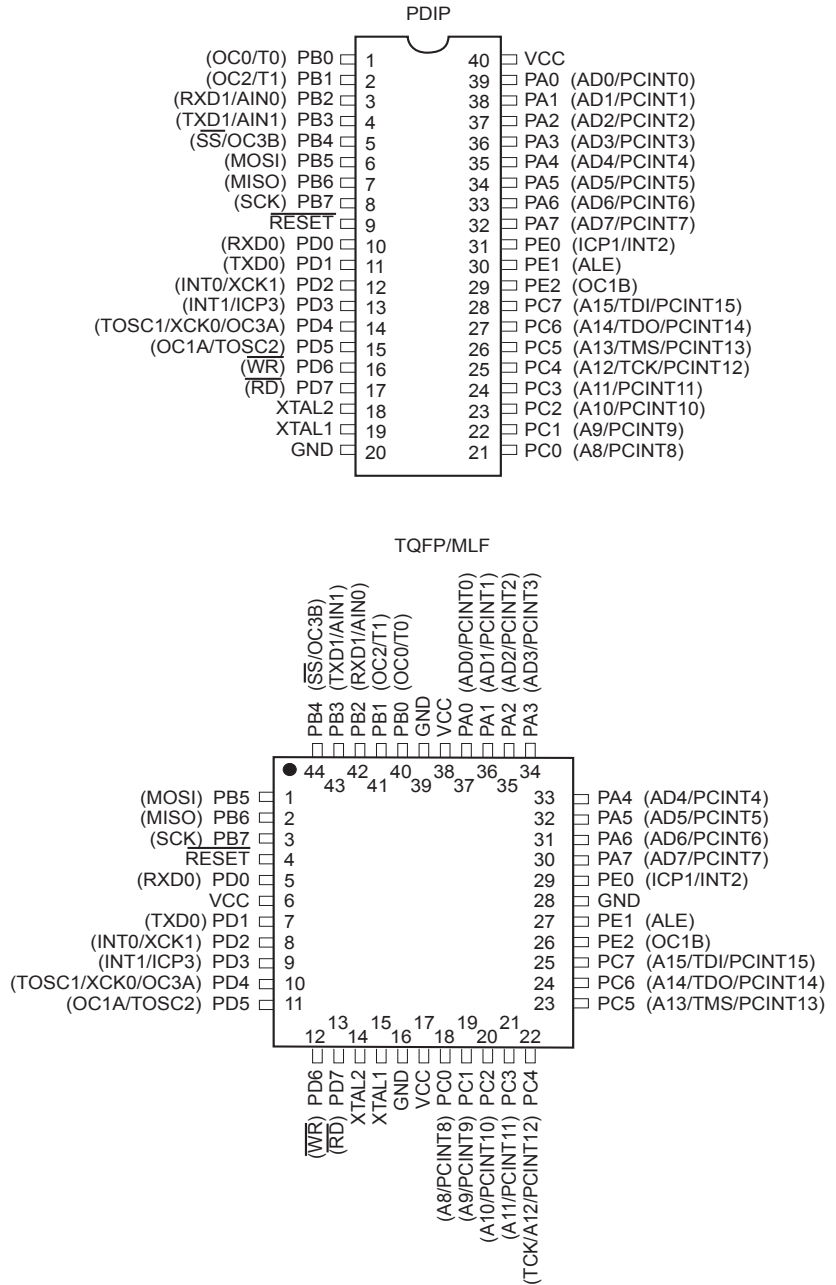 PDIP
(OC0/T0) PB0 1 40 VCC
(OC2/T1) PB1 2 39 PA0 (AD0/PCINT0)
(RXD1/AIN0) PB2 3 38 PA1 (AD1/PCINT1)
(TXD1/AIN1) PB3 4 37 PA2 (AD2/PCINT2)
(SS/OC3B) PB4 5 36 PA3 (AD3/PCINT3)
(MOSI) PB5 6 35 PA4 (AD4/PCINT4)
(MISO) PB6 7 34 PA5 (AD5/PCINT5)
(SCK) PB7 8 33 PA6 (AD6/PCINT6)
RESET 9 32 PA7 (AD7/PCINT7)
(RXD0) PD0 10 31 PE0 (ICP1/INT2)
(TXD0) PD1 11 30 PE1 (ALE)
(INT0/XCK1) PD2 12 29 PE2 (OC1B)
(INT1/ICP3) PD3 13 28 PC7 (A15/TDI/PCINT15)
(TOSC1/XCK0/OC3A) PD4 14 27 PC6 (A14/TDO/PCINT14)
(OC1A/TOSC2) PD5 15 26 PC5 (A13/TMS/PCINT13)
(WR) PD6 16 25 PC4 (A12/TCK/PCINT12)
(RD) PD7 17 24 PC3 (A11/PCINT11)
XTAL2 18 23 PC2 (A10/PCINT10)
XTAL1 19 22 PC1 (A9/PCINT9)
GND 20 21 PC0 (A8/PCINT8)
TQFP/MLF
PB4 (SS/OC3B)
PB3 (TXD1/AIN1)
PB2 (RXD1/AIN0)
PB1 (OC2/T1)
PB0 (OC0/T0)
GND
VCC
PA0 (AD0/PCINT0)
PA1 (AD1/PCINT1)
PA2 (AD2/PCINT2)
PA3 (AD3/PCINT3)
44 42 40 38 36 34
43 41 39 37 35
(MOSI) PB5 1 33 PA4 (AD4/PCINT4)
(MISO) PB6 2 32 PA5 (AD5/PCINT5)
(SCK) PB7 3 31 PA6 (AD6/PCINT6)
RESET 4 30 PA7 (AD7/PCINT7)
(RXD0) PD0 5 29 PE0 (ICP1/INT2)
VCC 6 28 GND
(TXD0) PD1 7 27 PE1 (ALE)
(INT0/XCK1) PD2 8 26 PE2 (OC1B)
(INT1/ICP3) PD3 9 25 PC7 (A15/TDI/PCINT15)
(TOSC1/XCK0/OC3A) PD4 10 24 PC6 (A14/TDO/PCINT14)
(OC1A/TOSC2) PD5 11 23 PC5 (A13/TMS/PCINT13)
13 15 17 19 21
12 14 16 18 20 22
(WR) PD6
(RD) PD7
XTAL2
XTAL1
GND
VCC
(A8/PCINT8) PC0
(A9/PCINT9) PC1
(A10/PCINT10) PC2
(A11/PCINT11) PC3
(TCK/A12/PCINT12) PC4